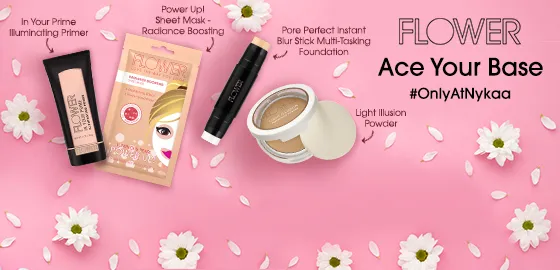 In Your Prime
Illuminating Primer
Power Up!
Sheet Mask -
Radiance Boosting
Pore Perfect Instant
Blur Stick Multi-Tasking
Foundation
Light Illusion
Powder
FLOWER
Ace Your Base
#OnlyAtNykaa
FLOWER
FLOWER